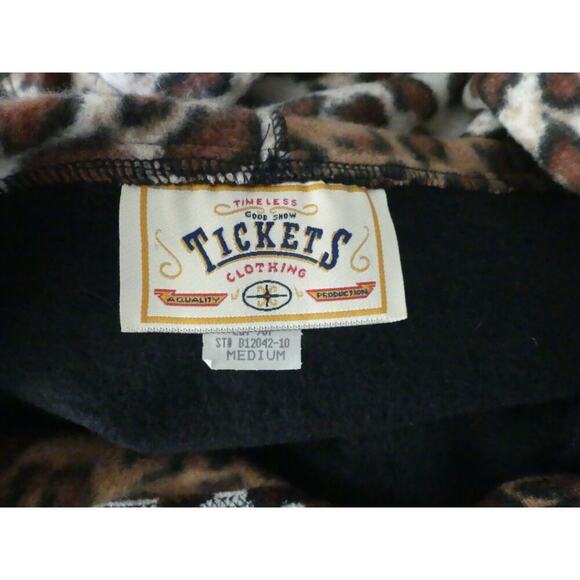 TIMELESS
GOOD SHOW
TICKETS
CLOTHING
A QUALITY PRODUCTION
ST# B12042-10
MEDIUM